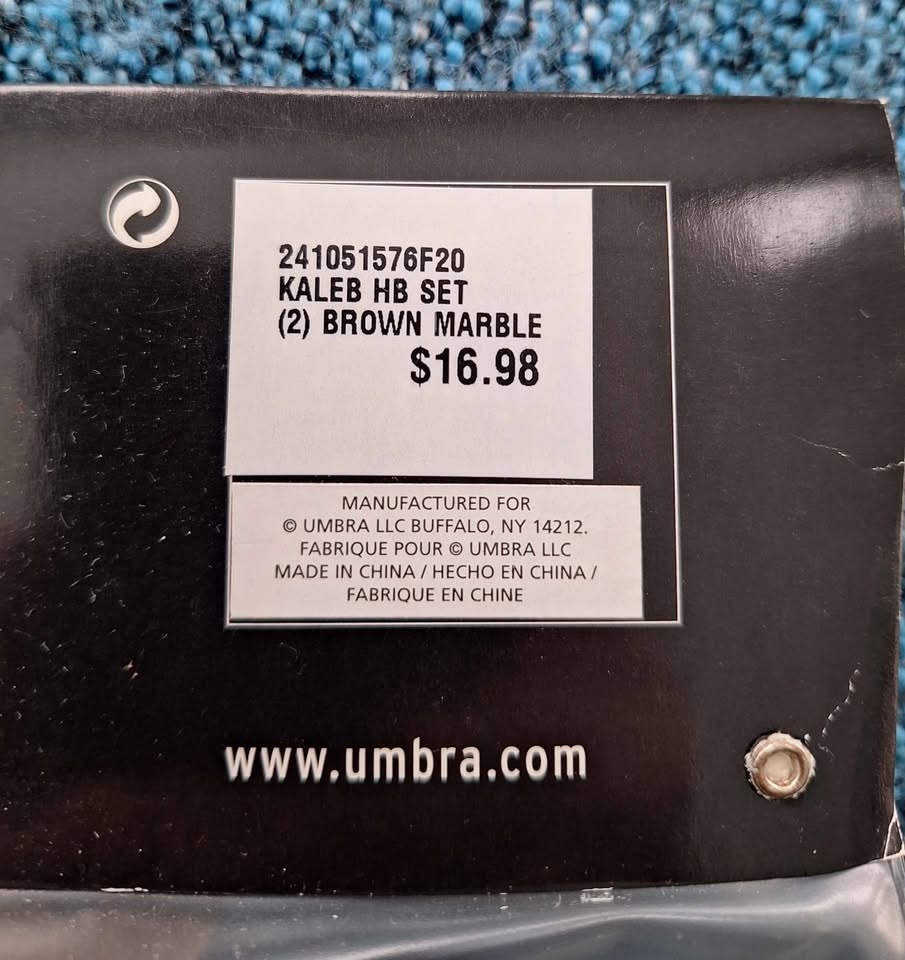 241051576F20
KALEB HB SET
(2) BROWN MARBLE
$16.98
MANUFACTURED FOR
© UMBRA LLC BUFFALO, NY 14212.
FABRIQUE POUR © UMBRA LLC
MADE IN CHINA / HECHO EN CHINA /
FABRIQUE EN CHINE
www.umbra.com